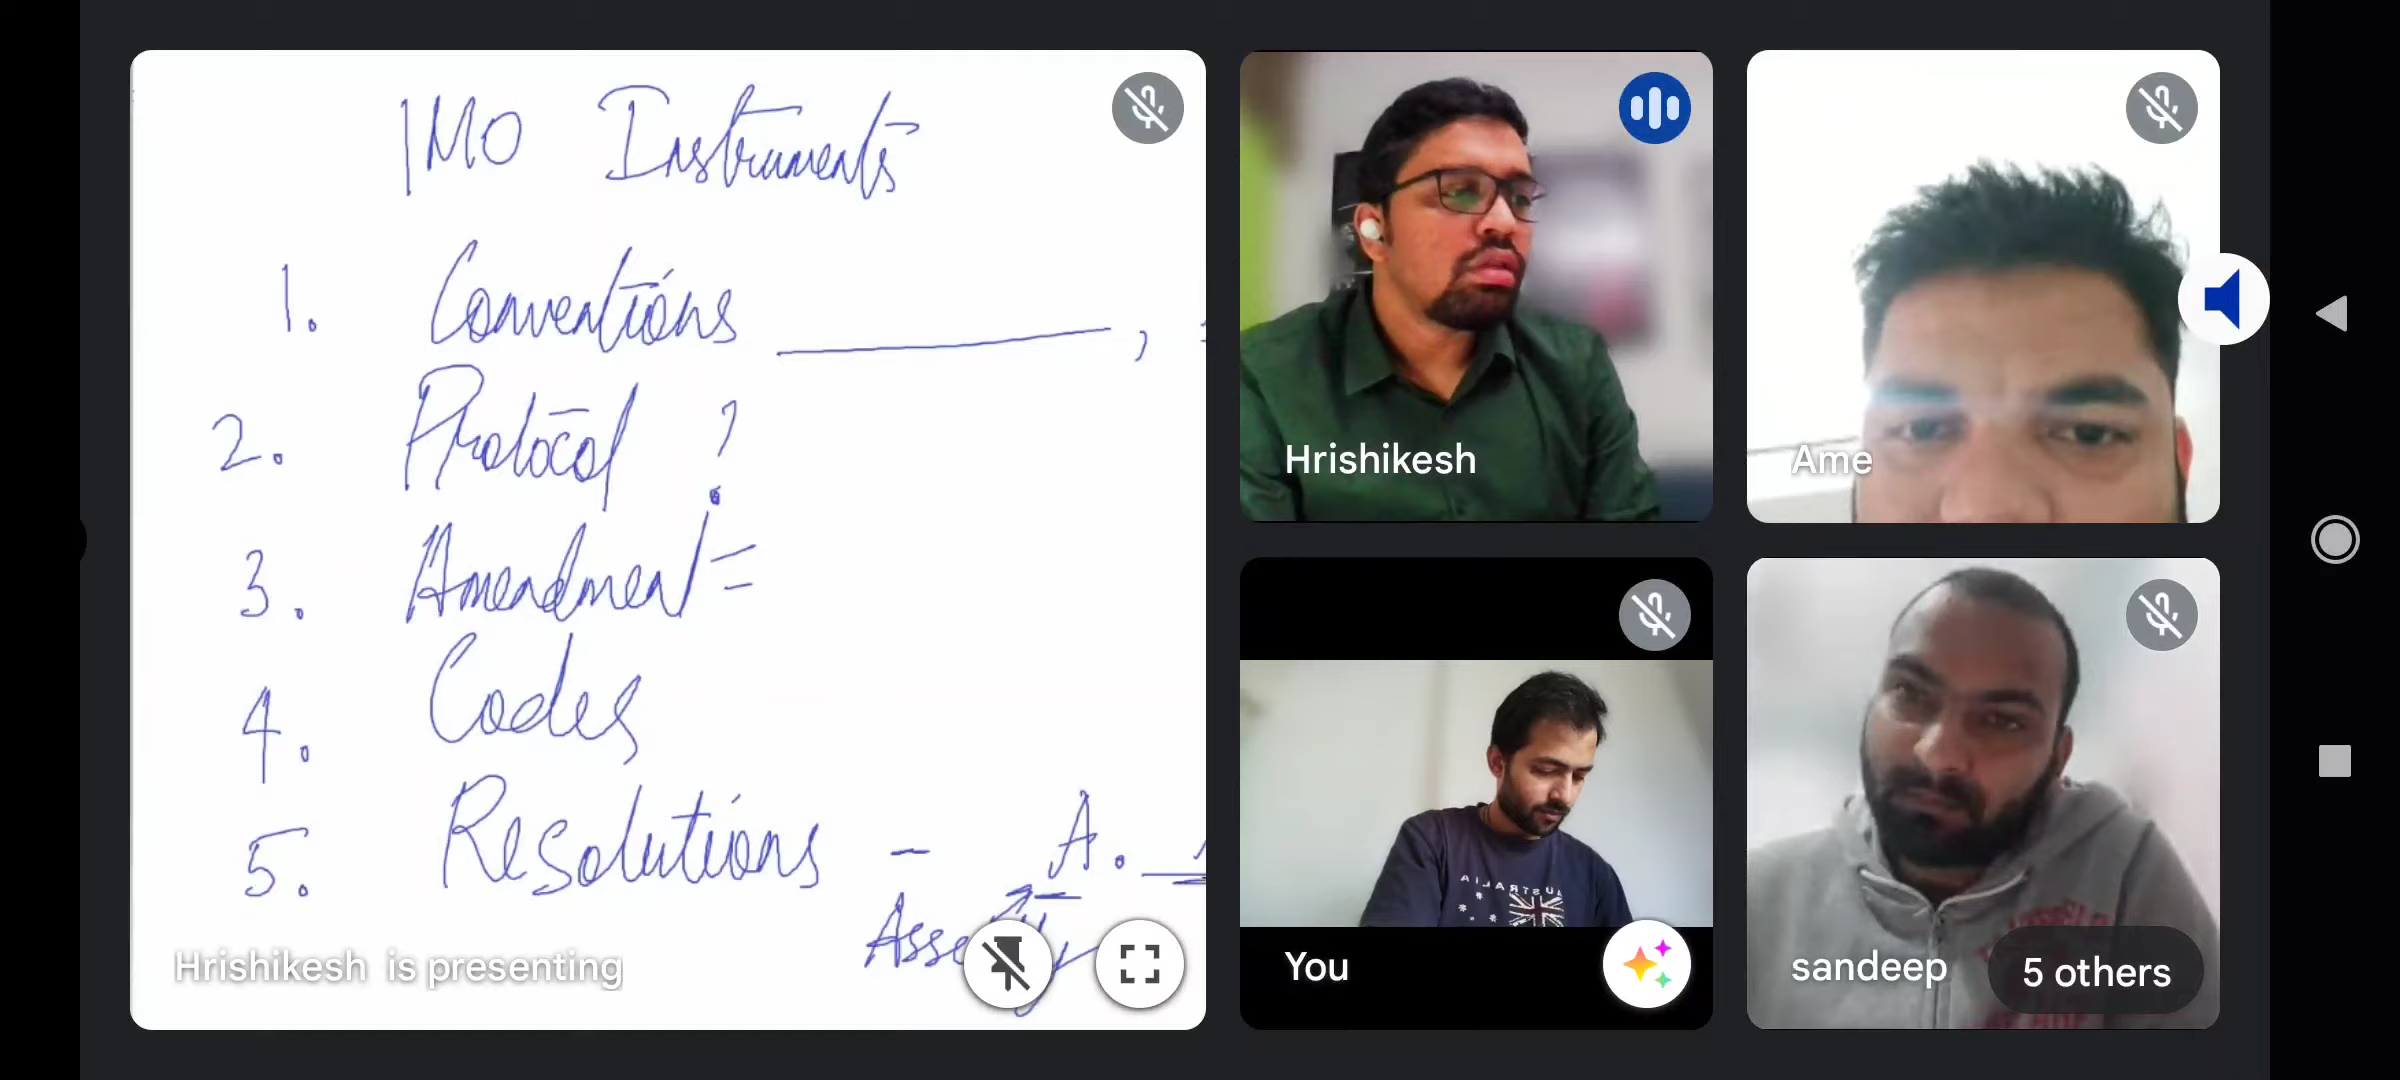 IMO Instruments
1. Conventions ,
2. Protocol ?
3. Amendment =
4. Codes
5. Resolutions - A.
Hrishikesh is presenting
Hrishikesh
Ame
AUSTRALIA
You
sandeep
5 others